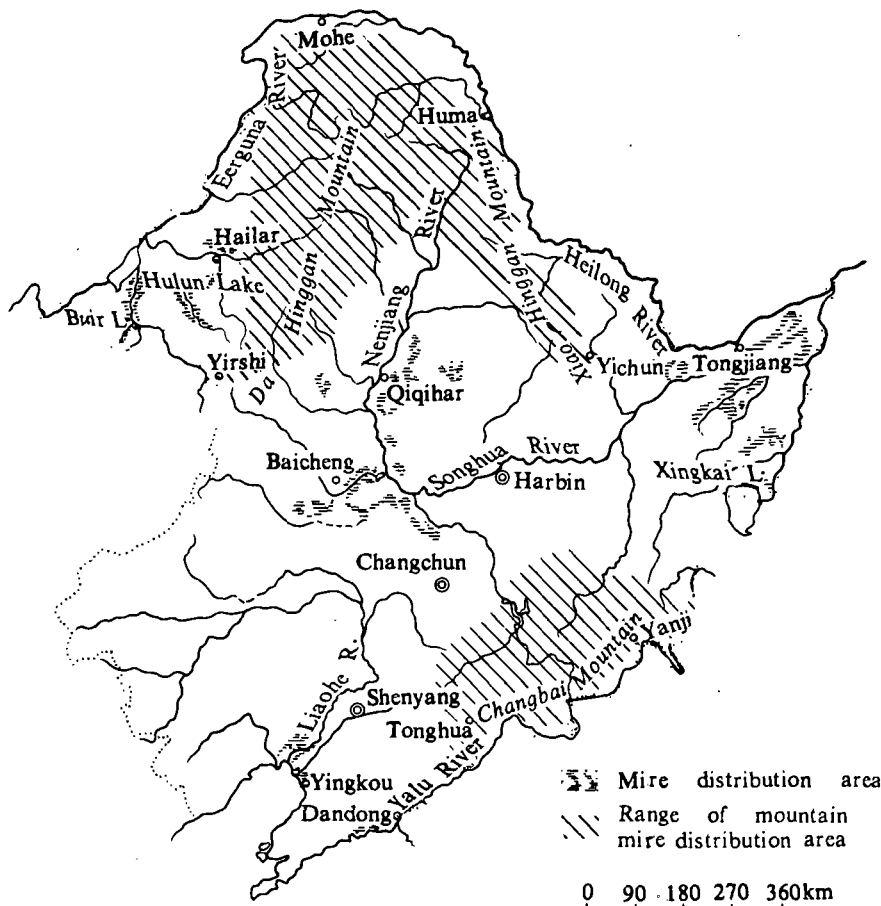 Mohe
Eerguna River
Huma
Hinggan Mountain
Da
River
Nenjiang
Xiao Hinggan Mountain
Hailar
Hulun Lake
Buir L.
Heilong River
Yirshi
Qiqihar
Yichun
Tongjiang
Baicheng
Songhua River
Harbin
Xingkai L.
Changchun
Yanji
Changbai Mountain
Liaohe R.
Shenyang
Tonghua
Yingkou
Yalu River
Dandong
Mire distribution area
Range of mountain
mire distribution area
0 90 180 270 360km